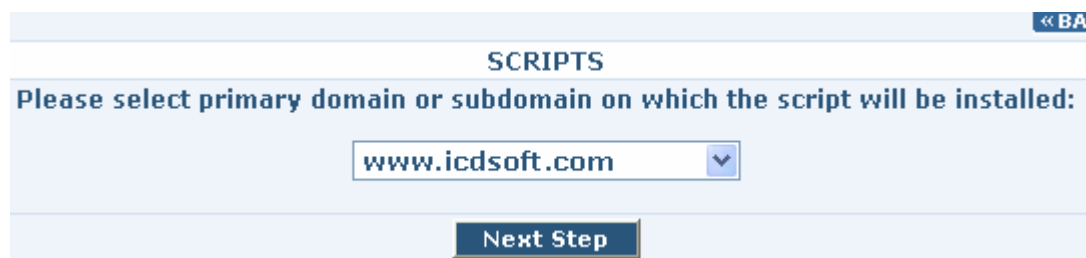 «BA
SCRIPTS
Please select primary domain or subdomain on which the script will be installed:
www.icdsoft.com
Next Step